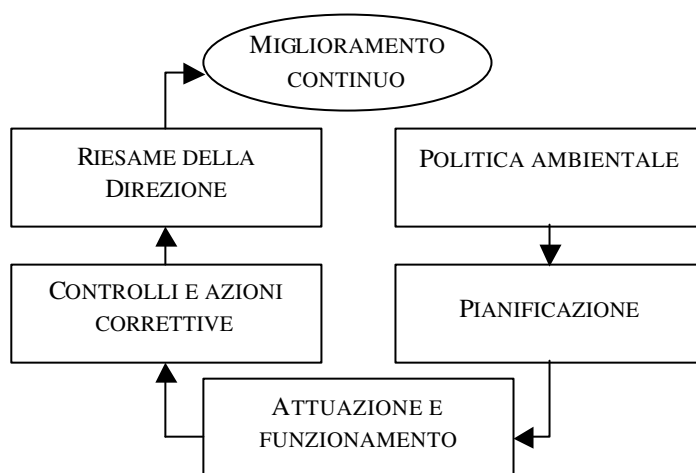 MIGLIORAMENTO
CONTINUO
RIESAME DELLA
DIREZIONE
POLITICA AMBIENTALE
CONTROLLI E AZIONI
CORRETTIVE
PIANIFICAZIONE
ATTUAZIONE E
FUNZIONAMENTO